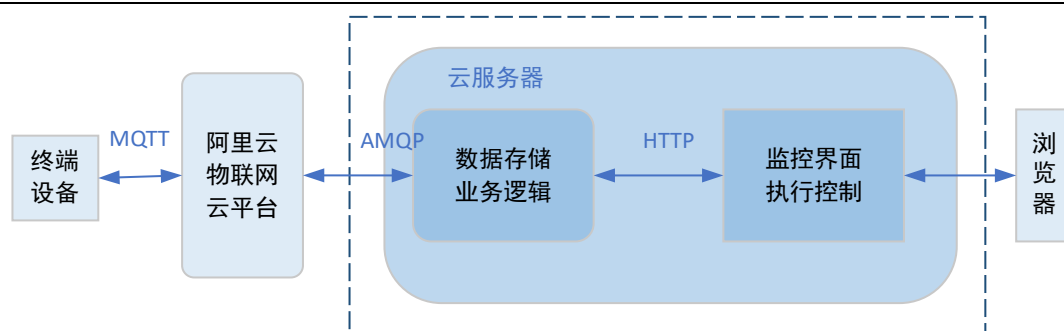 云服务器
MQTT
AMQP
HTTP
终端
设备
阿里云
物联网
云平台
数据存储
业务逻辑
监控界面
执行控制
浏
览
器